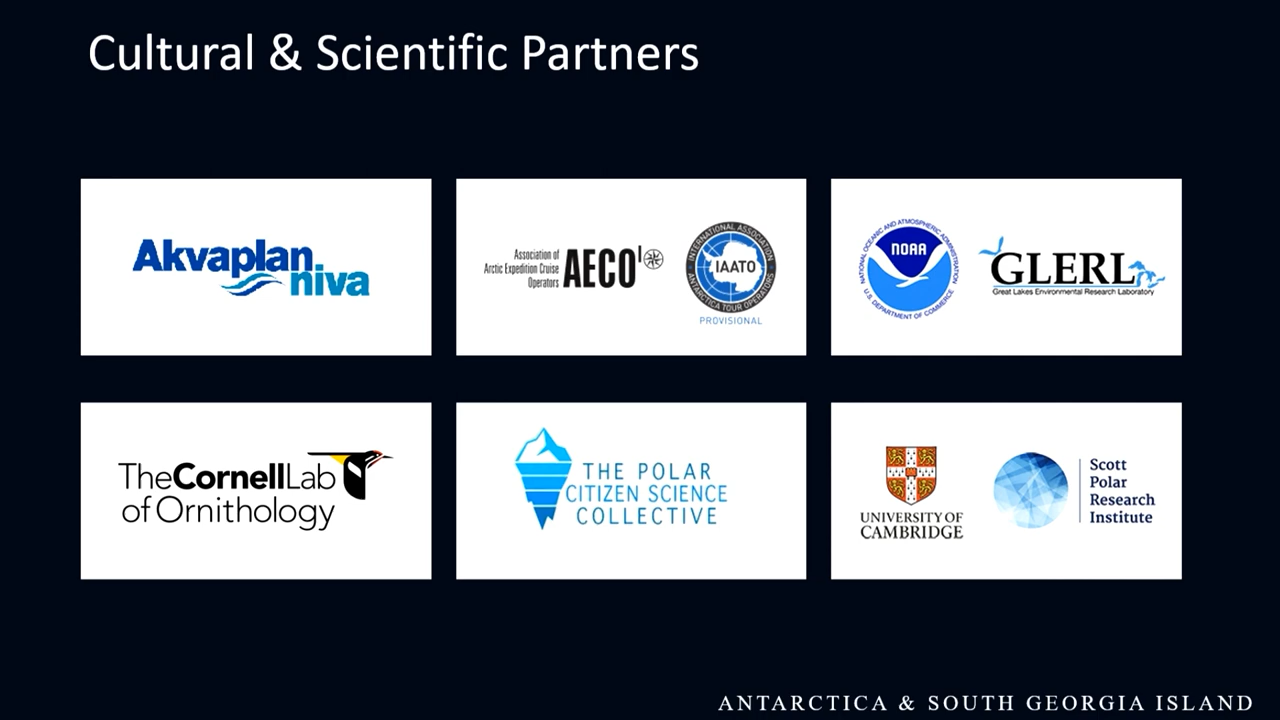 Cultural & Scientific Partners
Akvaplan
niva
Association of
Arctic Expedition Cruise
Operators
AECO
INTERNATIONAL ASSOCIATION
IAATO
ANTARCTICA TOUR OPERATORS
PROVISIONAL
NATIONAL OCEANIC AND ATMOSPHERIC ADMINISTRATION
NOAA
U.S. DEPARTMENT OF COMMERCE
GLERL
Great Lakes Environmental Research Laboratory
TheCornellLab
of Ornithology
THE POLAR
CITIZEN SCIENCE
COLLECTIVE
UNIVERSITY OF
CAMBRIDGE
Scott
Polar
Research
Institute
ANTARCTICA & SOUTH GEORGIA ISLAND